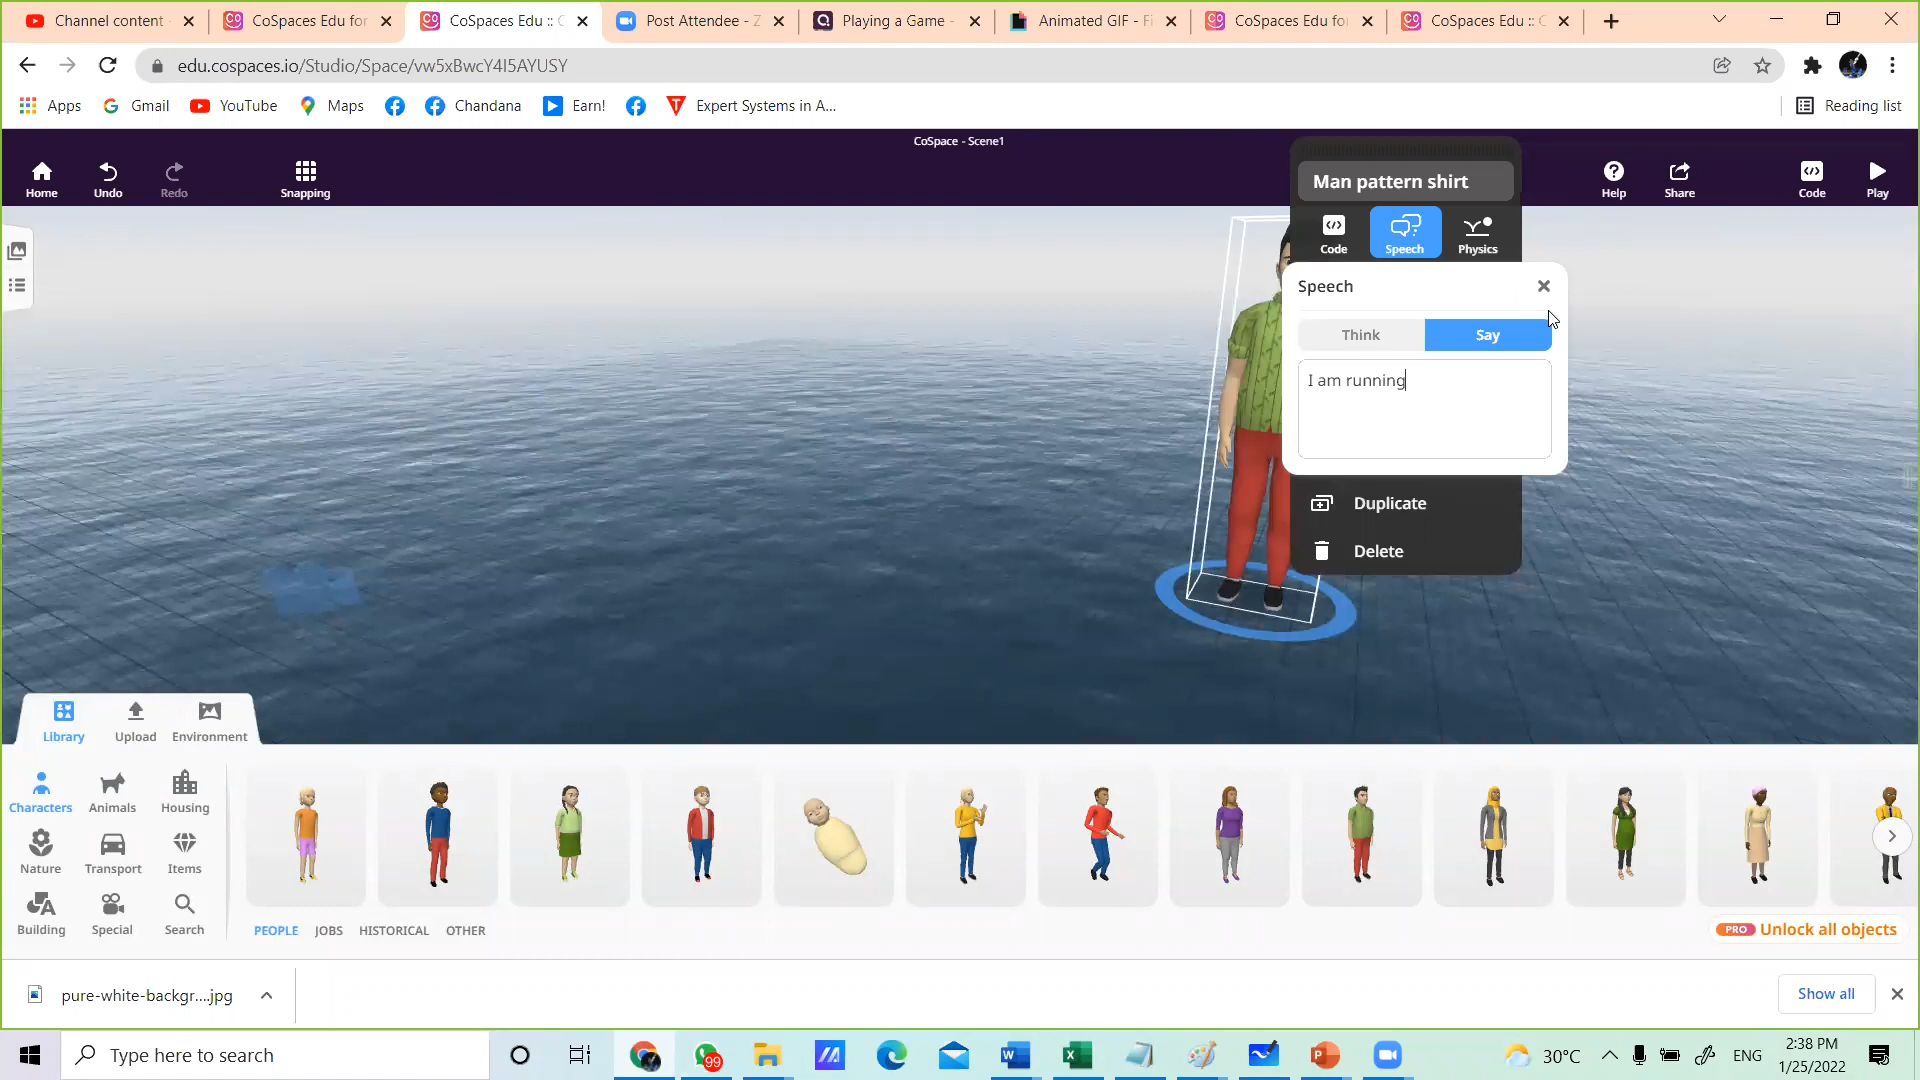 Channel content
CoSpaces Edu for
CoSpaces Edu :: C
Post Attendee - Z
Playing a Game -
Animated GIF - Fi
CoSpaces Edu fo
CoSpaces Edu :: C
edu.cospaces.io/Studio/Space/vw5xBwcY4I5AYUSY
Apps
Gmail
YouTube
Maps
Chandana
Earn!
Expert Systems in A...
Reading list
CoSpace - Scene1
Home
Undo
Redo
Snapping
Man pattern shirt
Help
Share
Code
Play
Code
Speech
Physics
Speech
Think
Say
I am running
Duplicate
Delete
Library
Upload
Environment
Characters
Animals
Housing
Nature
Transport
Items
Building
Special
Search
PEOPLE
JOBS
HISTORICAL
OTHER
PRO Unlock all objects
pure-white-backgr....jpg
Show all
Type here to search
99
30°C
ENG
2:38 PM
1/25/2022